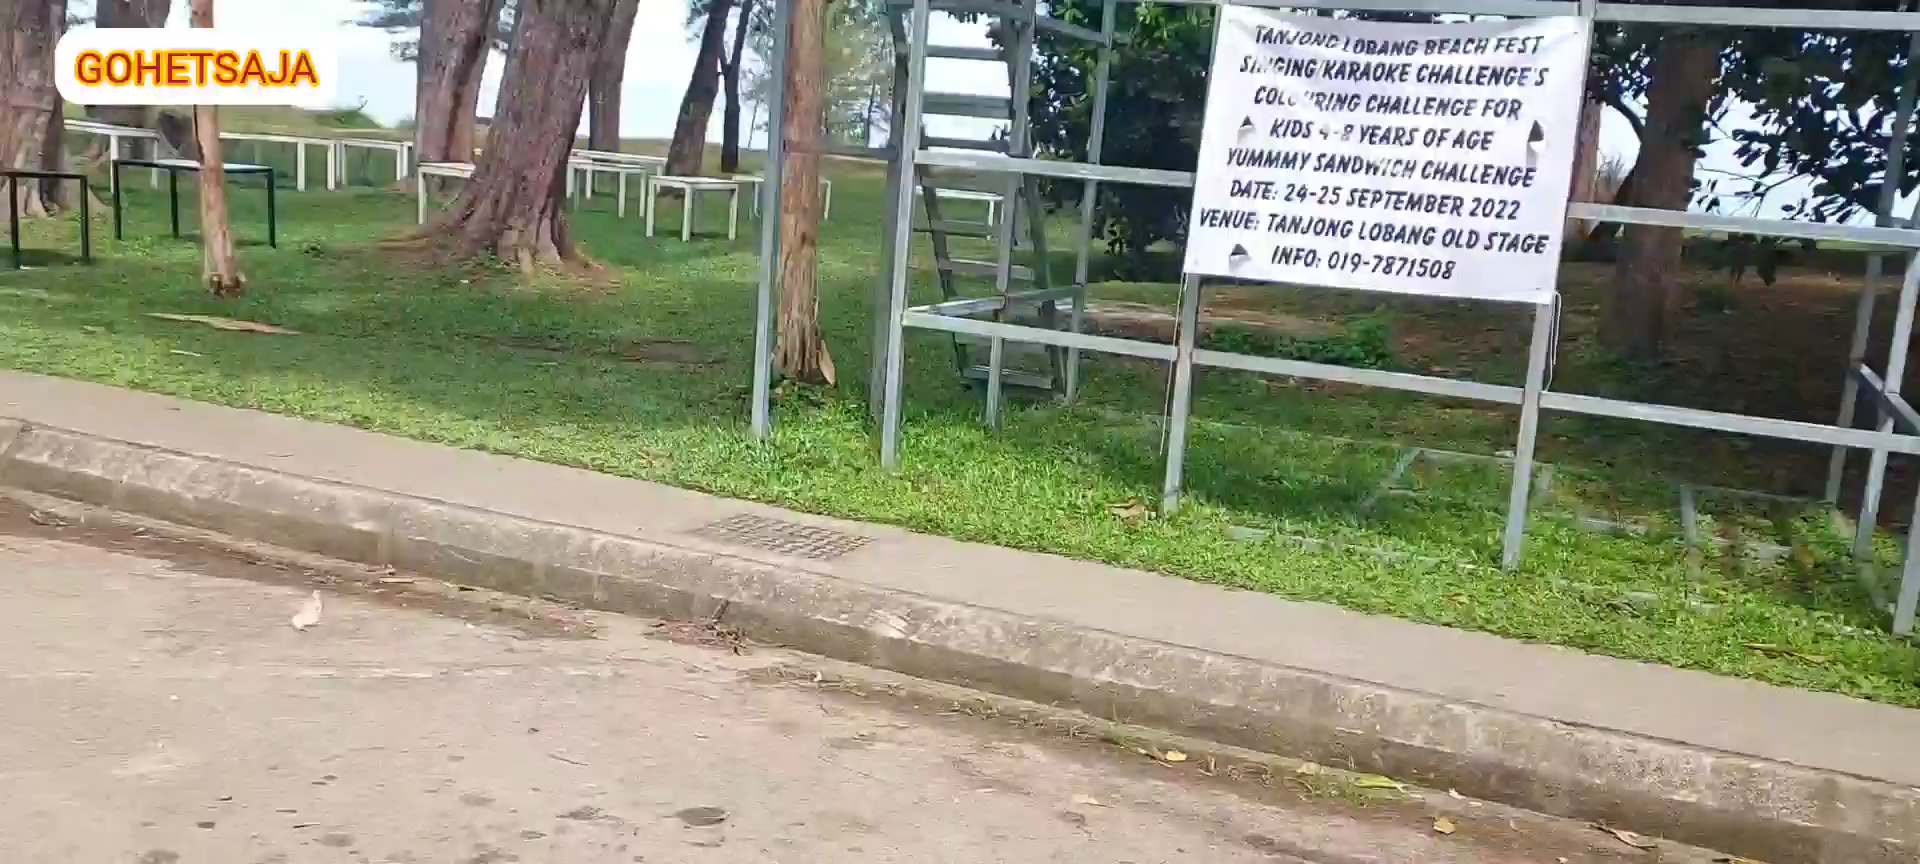 GOHETSAJA
TANJONG LOBANG BEACH FEST
SINGING/KARAOKE CHALLENGE'S
COLOURING CHALLENGE FOR
KIDS 4-8 YEARS OF AGE
YUMMMY SANDWICH CHALLENGE
DATE: 24-25 SEPTEMBER 2022
VENUE: TANJONG LOBANG OLD STAGE
INFO: 019-7871508